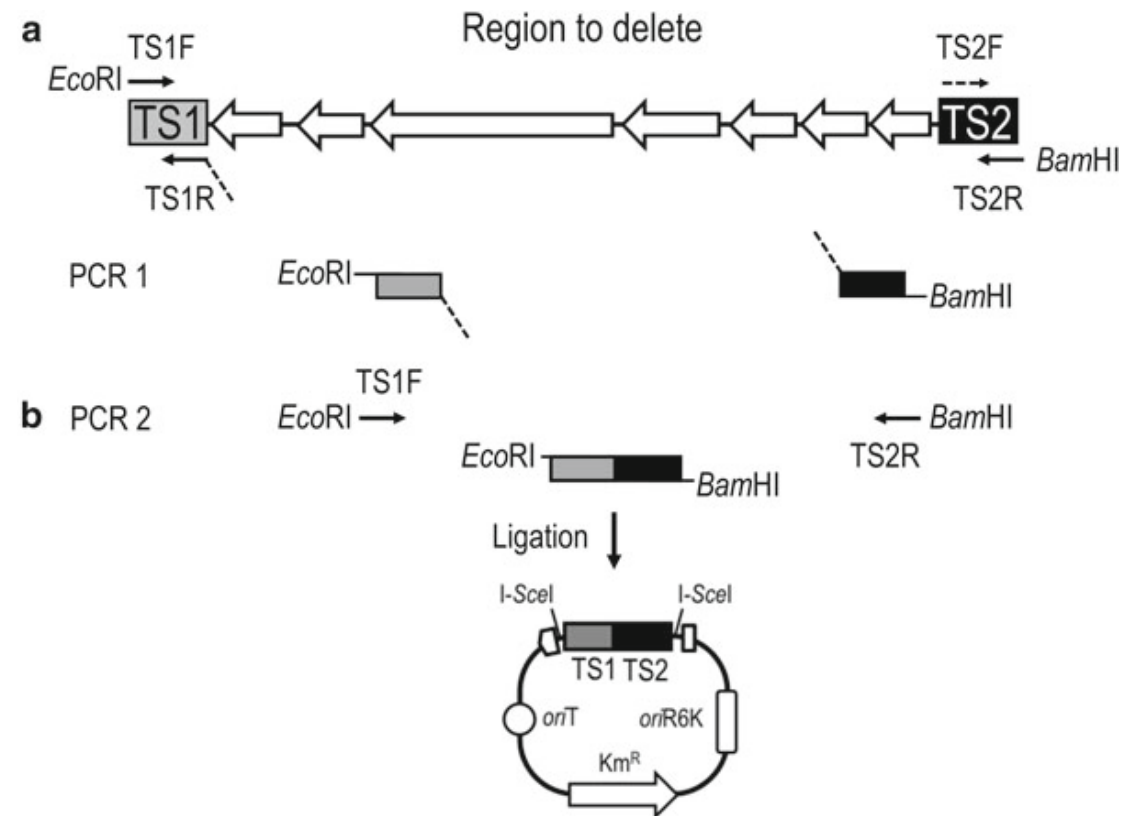 a
Region to delete
TS1F
TS2F
EcoRI
TS1
TS2
BamHI
TS1R
TS2R
PCR 1
EcoRI
BamHI
TS1F
b PCR 2
EcoRI
BamHI
TS2R
EcoRI
BamHI
Ligation
I-SceI
I-SceI
TS1 TS2
oriT
oriR6K
KmR